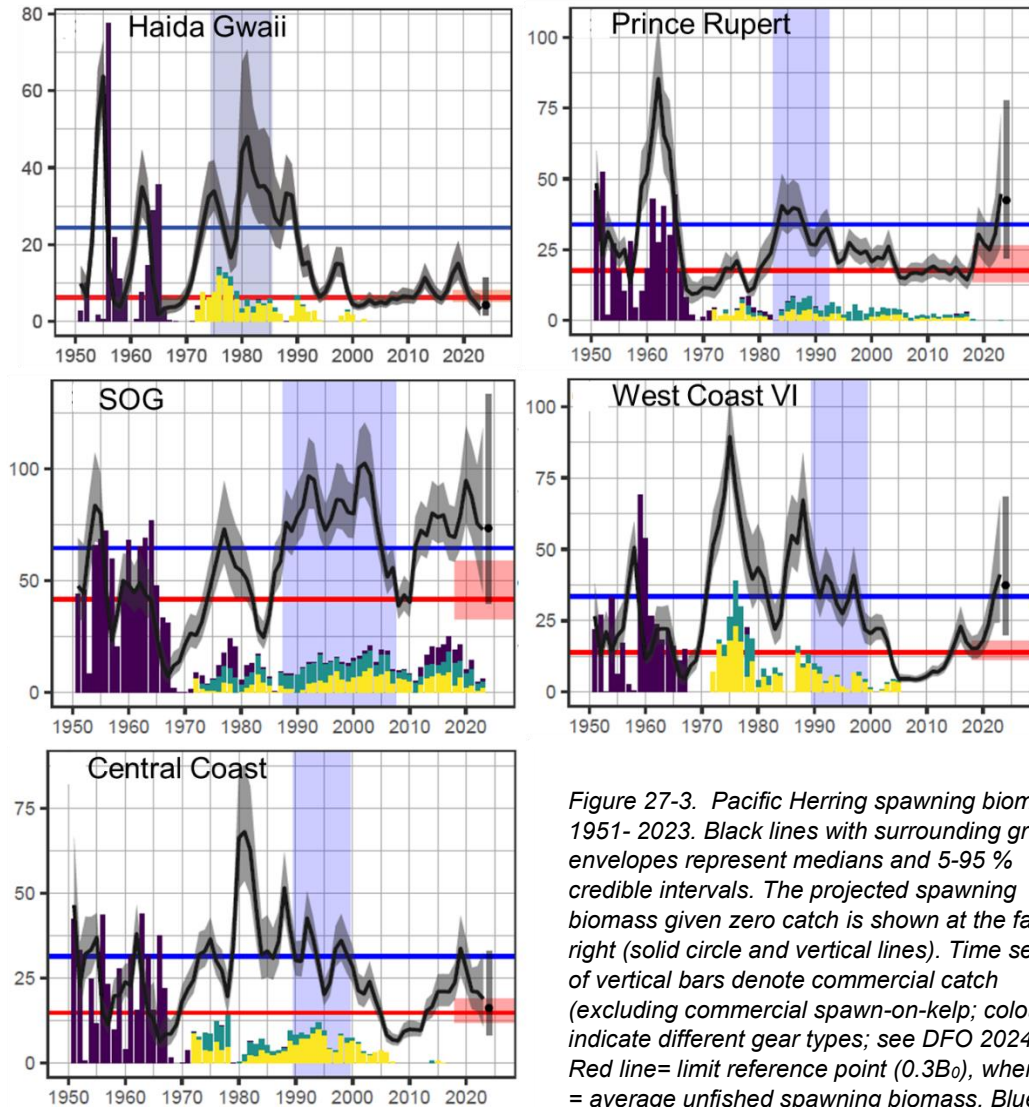 Haida Gwaii
80
60
40
20
0
1950 1960 1970 1980 1990 2000 2010 2020
Prince Rupert
100
75
50
25
0
1950 1960 1970 1980 1990 2000 2010 2020
SOG
100
50
0
1950 1960 1970 1980 1990 2000 2010 2020
West Coast VI
100
75
50
25
0
1950 1960 1970 1980 1990 2000 2010 2020
Central Coast
75
50
25
0
1950 1960 1970 1980 1990 2000 2010 2020
Figure 27-3. Pacific Herring spawning biom
1951- 2023. Black lines with surrounding gr
envelopes represent medians and 5-95 %
credible intervals. The projected spawning
biomass given zero catch is shown at the fa
right (solid circle and vertical lines). Time se
of vertical bars denote commercial catch
(excluding commercial spawn-on-kelp; colo
indicate different gear types; see DFO 2024
Red line= limit reference point (0.3B₀), wher
= average unfished spawning biomass. Blue